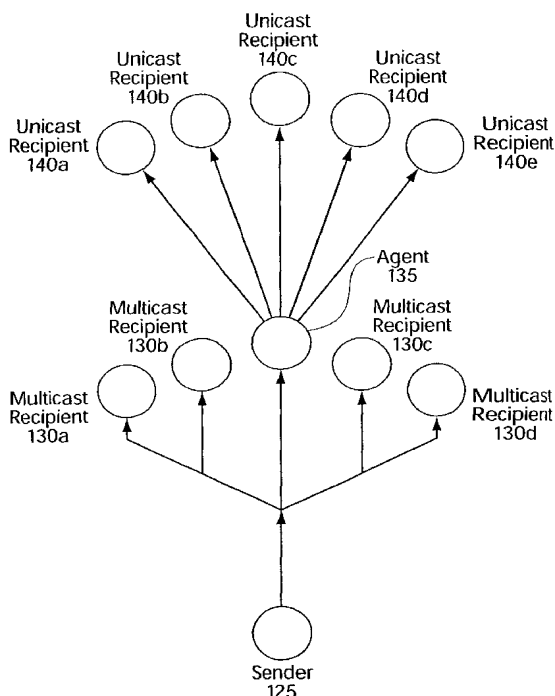 Unicast
Recipient
140c
Unicast
Recipient
140b
Unicast
Recipient
140d
Unicast
Recipient
140a
Unicast
Recipient
140e
Agent
135
Multicast
Recipient
130b
Multicast
Recipient
130c
Multicast
Recipient
130a
Multicast
Recipient
130d
Sender
125